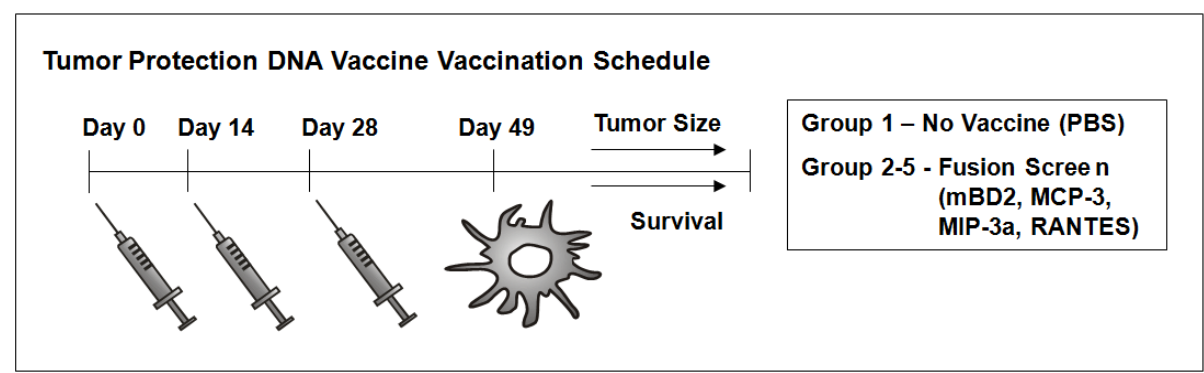 Tumor Protection DNA Vaccine Vaccination Schedule
Day 0 Day 14 Day 28 Day 49 Tumor Size
Survival
Group 1 – No Vaccine (PBS)
Group 2-5 - Fusion Screen
(mBD2, MCP-3,
MIP-3a, RANTES)